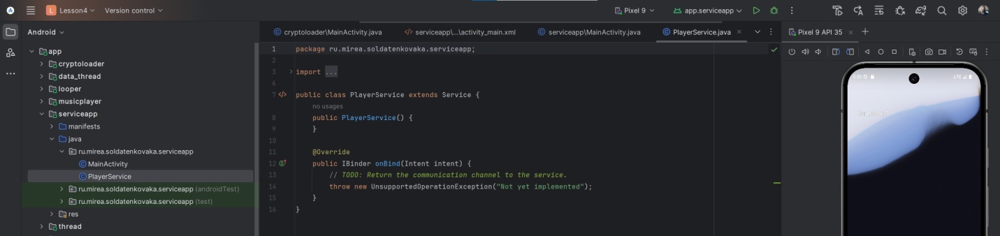 L Lesson4 Version control Pixel 9 app.serviceapp
Android
cryptoloader\MainActivity.java serviceapp\...\activity_main.xml serviceapp\MainActivity.java PlayerService.java
Pixel 9 API 35
app
cryptoloader
data_thread
looper
musicplayer
serviceapp
manifests
java
ru.mirea.soldatenkovaka.serviceapp
MainActivity
PlayerService
ru.mirea.soldatenkovaka.serviceapp (androidTest)
ru.mirea.soldatenkovaka.serviceapp (test)
res
thread
1 package ru.mirea.soldatenkovaka.serviceapp;
2
3 import ...
6
7 public class PlayerService extends Service {
no usages
8 public PlayerService() {
9 }
10
11 @Override
12 public IBinder onBind(Intent intent) {
13 // TODO: Return the communication channel to the service.
14 throw new UnsupportedOperationException("Not yet implemented");
15 }
16 }
LTE